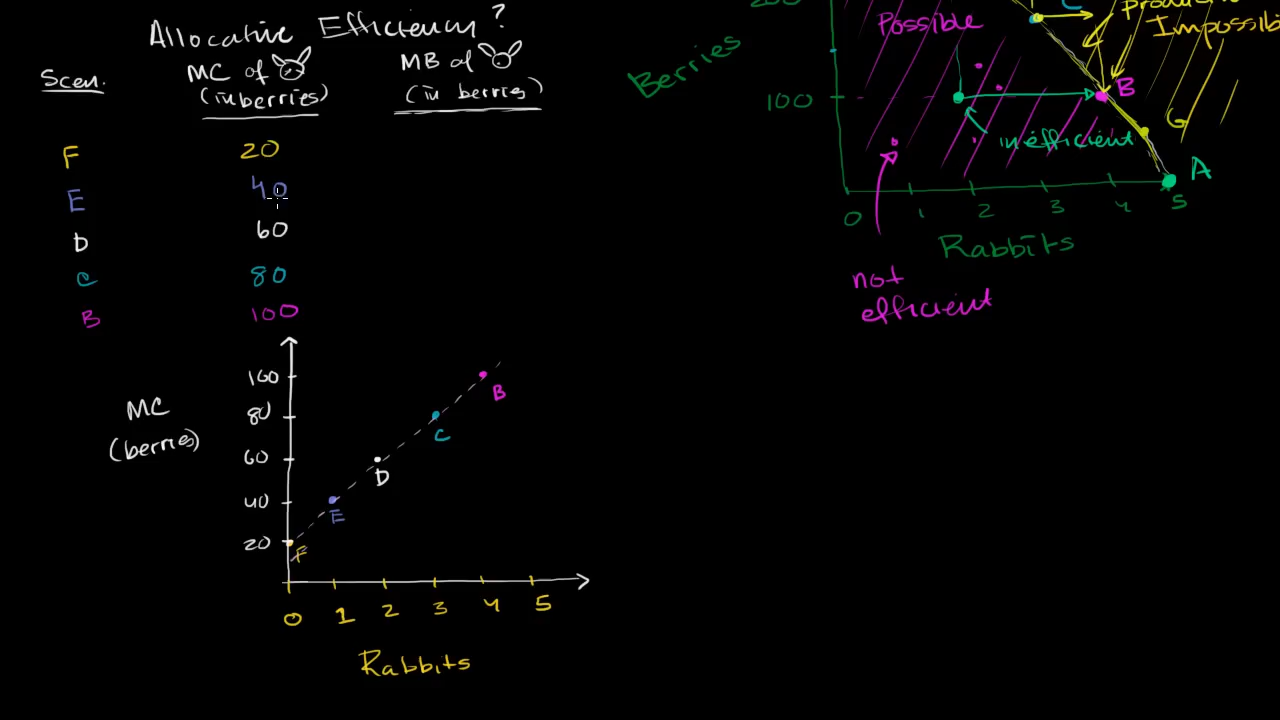 Allocative Efficiency?
Scen.
MC of
(in berries)
MB of
(in berries)
F 20
E 40
D 60
C 80
B 100
MC
(berries)
100
80
60
40
20
F
E
D
C
B
0 1 2 3 4 5
Rabbits
200
Berries
100
Possible
C
Impossib
B
G
inefficient
A
0 1 2 3 4 5
Rabbits
not
efficient